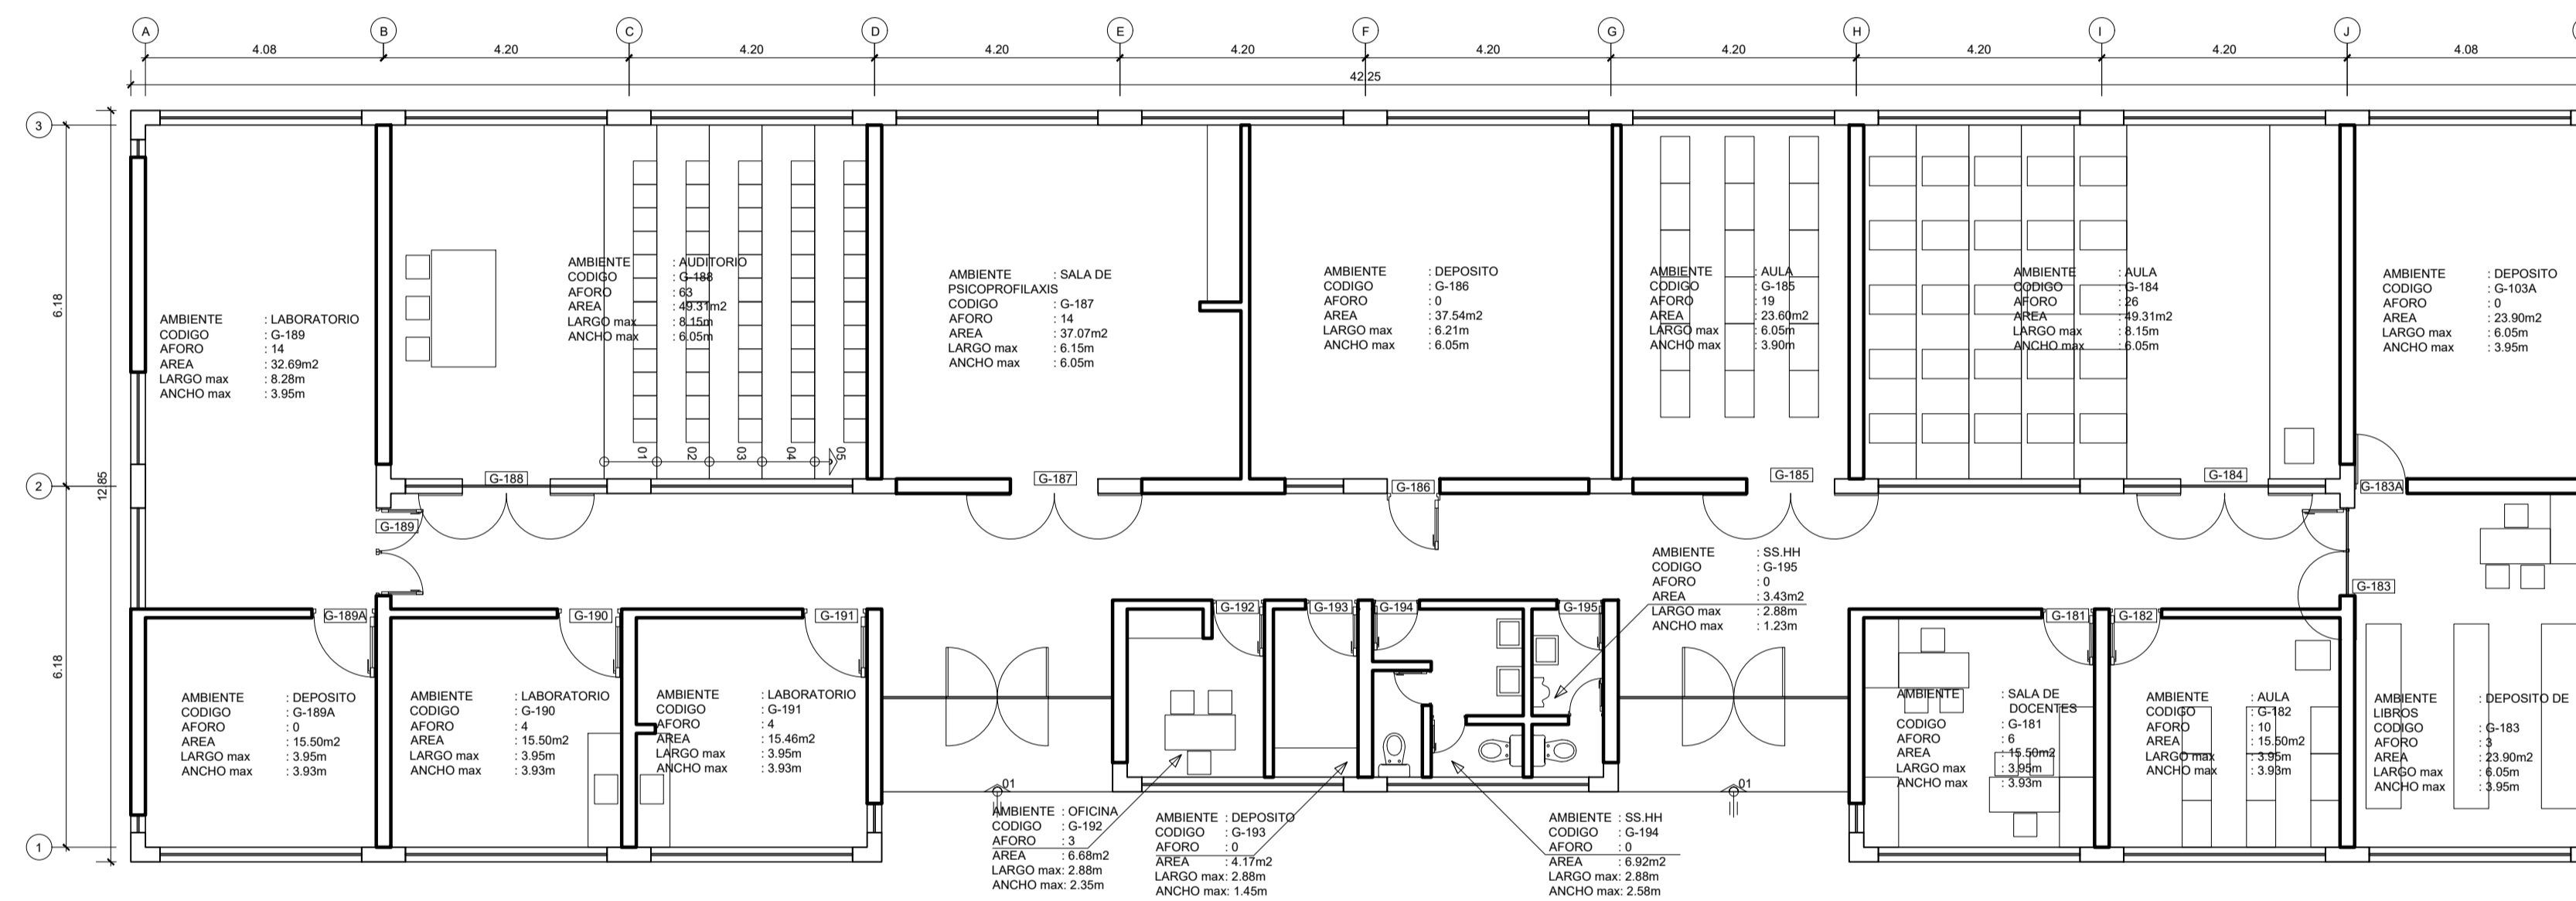 A B C D E F G H I J
4.08 4.20 4.20 4.20 4.20 4.20 4.20 4.20 4.20 4.08
42.25
3
6.18
2
12.85
6.18
1
AMBIENTE : LABORATORIO
CODIGO : G-189
AFORO : 14
AREA : 32.69m2
LARGO max : 8.28m
ANCHO max : 3.95m
AMBIENTE : AUDITORIO
CODIGO : G-188
AFORO : 63
AREA : 49.31m2
LARGO max : 8.15m
ANCHO max : 6.05m
01 02 03 04 05
AMBIENTE : SALA DE
PSICOPROFILAXIS
CODIGO : G-187
AFORO : 14
AREA : 37.07m2
LARGO max : 6.15m
ANCHO max : 6.05m
AMBIENTE : DEPOSITO
CODIGO : G-186
AFORO : 0
AREA : 37.54m2
LARGO max : 6.21m
ANCHO max : 6.05m
AMBIENTE : AULA
CODIGO : G-185
AFORO : 19
AREA : 23.60m2
LARGO max : 6.05m
ANCHO max : 3.90m
AMBIENTE : AULA
CODIGO : G-184
AFORO : 26
AREA : 49.31m2
LARGO max : 8.15m
ANCHO max : 6.05m
AMBIENTE : DEPOSITO
CODIGO : G-103A
AFORO : 0
AREA : 23.90m2
LARGO max : 6.05m
ANCHO max : 3.95m
G-188 G-187 G-186 G-185 G-184 G-183A
G-189
AMBIENTE : SS.HH
CODIGO : G-195
AFORO : 0
AREA : 3.43m2
LARGO max : 2.88m
ANCHO max : 1.23m
G-183
G-189A G-190 G-191 G-192 G-193 G-194 G-195 G-181 G-182
AMBIENTE : DEPOSITO
CODIGO : G-189A
AFORO : 0
AREA : 15.50m2
LARGO max : 3.95m
ANCHO max : 3.93m
AMBIENTE : LABORATORIO
CODIGO : G-190
AFORO : 4
AREA : 15.50m2
LARGO max : 3.95m
ANCHO max : 3.93m
AMBIENTE : LABORATORIO
CODIGO : G-191
AFORO : 4
AREA : 15.46m2
LARGO max : 3.95m
ANCHO max : 3.93m
AMBIENTE : SALA DE
DOCENTES
CODIGO : G-181
AFORO : 6
AREA : 15.50m2
LARGO max : 3.95m
ANCHO max : 3.93m
AMBIENTE : AULA
CODIGO : G-182
AFORO : 10
AREA : 15.50m2
LARGO max : 3.95m
ANCHO max : 3.93m
AMBIENTE : DEPOSITO DE
LIBROS
CODIGO : G-183
AFORO : 3
AREA : 23.90m2
LARGO max : 6.05m
ANCHO max : 3.95m
01 01
AMBIENTE : OFICINA
CODIGO : G-192
AFORO : 3
AREA : 6.68m2
LARGO max: 2.88m
ANCHO max: 2.35m
AMBIENTE : DEPOSITO
CODIGO : G-193
AFORO : 0
AREA : 4.17m2
LARGO max: 2.88m
ANCHO max: 1.45m
AMBIENTE : SS.HH
CODIGO : G-194
AFORO : 0
AREA : 6.92m2
LARGO max: 2.88m
ANCHO max: 2.58m